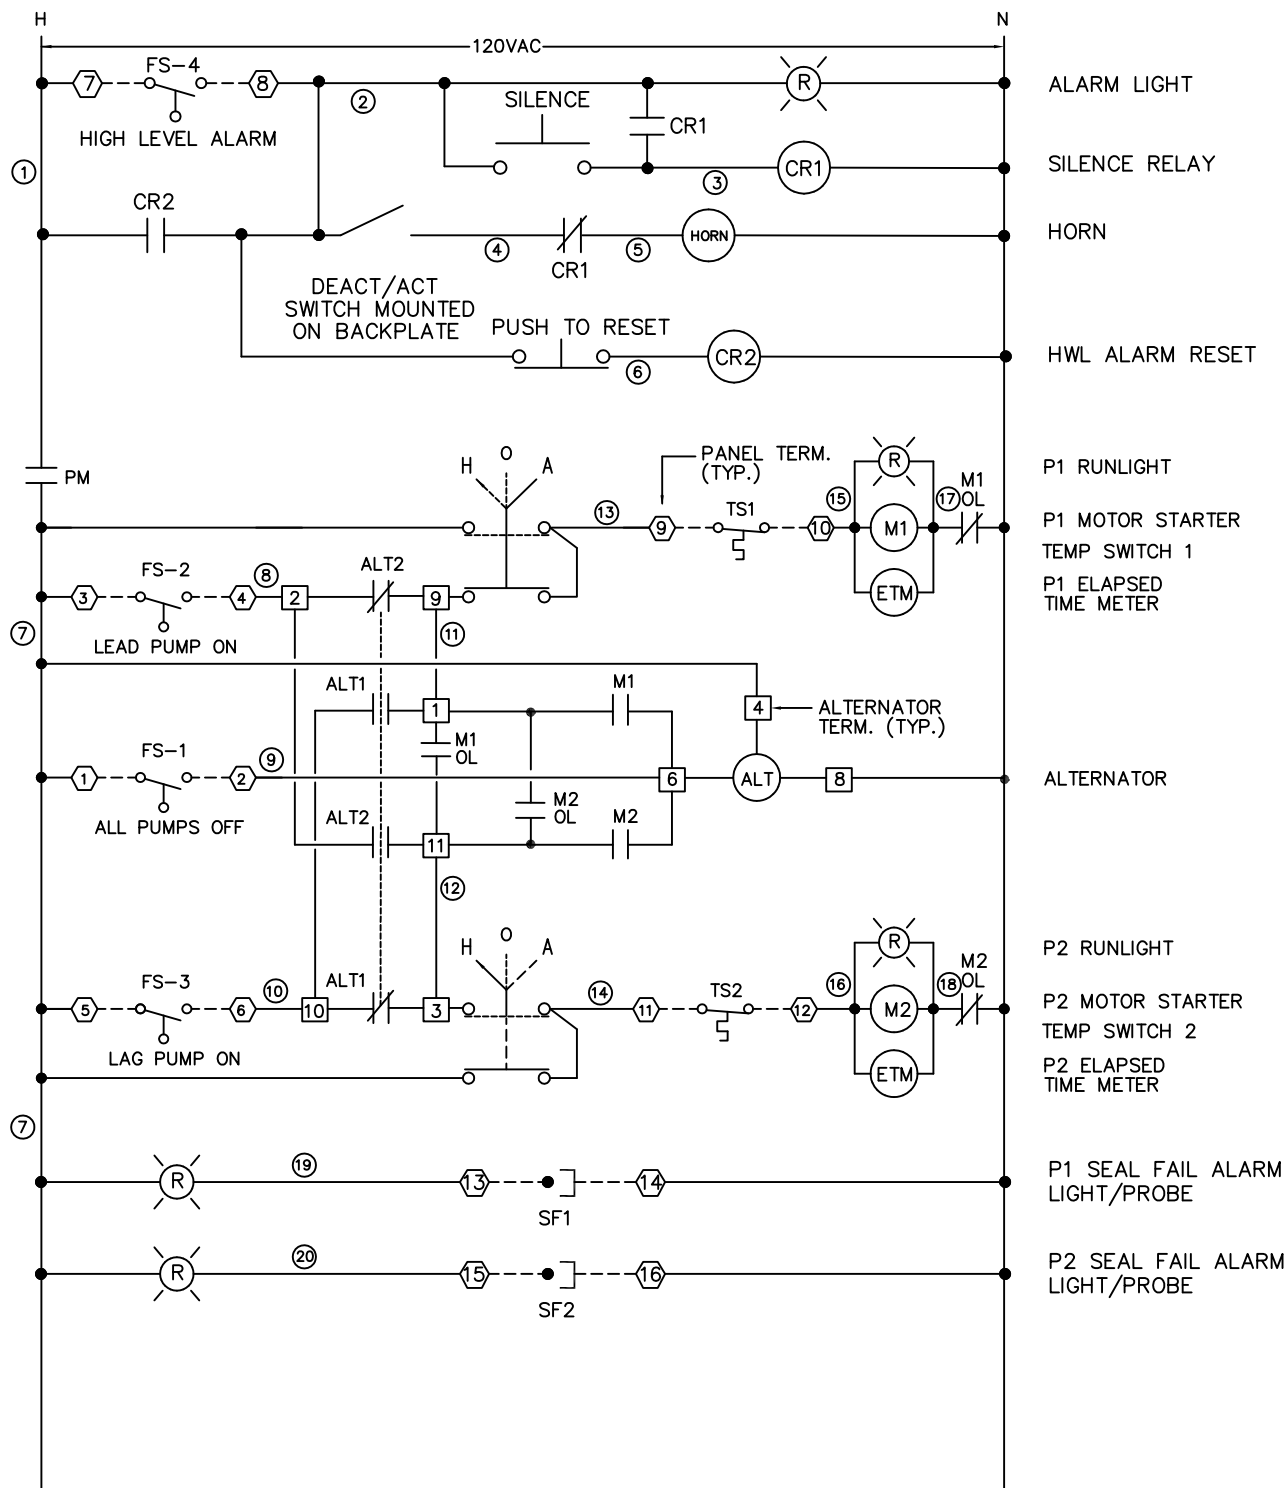 H
N
120VAC
7
FS-4
8
R
ALARM LIGHT
2
SILENCE
HIGH LEVEL ALARM
CR1
1
CR1
SILENCE RELAY
3
CR2
4
5
HORN
HORN
CR1
DEACT/ACT
SWITCH MOUNTED
ON BACKPLATE
PUSH TO RESET
6
CR2
HWL ALARM RESET
PM
H
O
A
PANEL TERM.
(TYP.)
R
P1 RUNLIGHT
13
9
TS1
10
15
M1
17
M1
OL
P1 MOTOR STARTER
TEMP SWITCH 1
3
FS-2
4
8
2
ALT2
9
ETM
P1 ELAPSED
TIME METER
LEAD PUMP ON
7
11
ALT1
1
M1
4
ALTERNATOR
TERM. (TYP.)
M1
OL
1
FS-1
2
9
6
ALT
8
ALTERNATOR
ALL PUMPS OFF
M2
OL
ALT2
11
M2
12
H
O
A
R
P2 RUNLIGHT
5
FS-3
6
10
10
ALT1
3
14
11
TS2
12
16
M2
18
M2
OL
P2 MOTOR STARTER
TEMP SWITCH 2
LAG PUMP ON
ETM
P2 ELAPSED
TIME METER
7
R
19
13
SF1
14
P1 SEAL FAIL ALARM
LIGHT/PROBE
R
20
15
SF2
16
P2 SEAL FAIL ALARM
LIGHT/PROBE